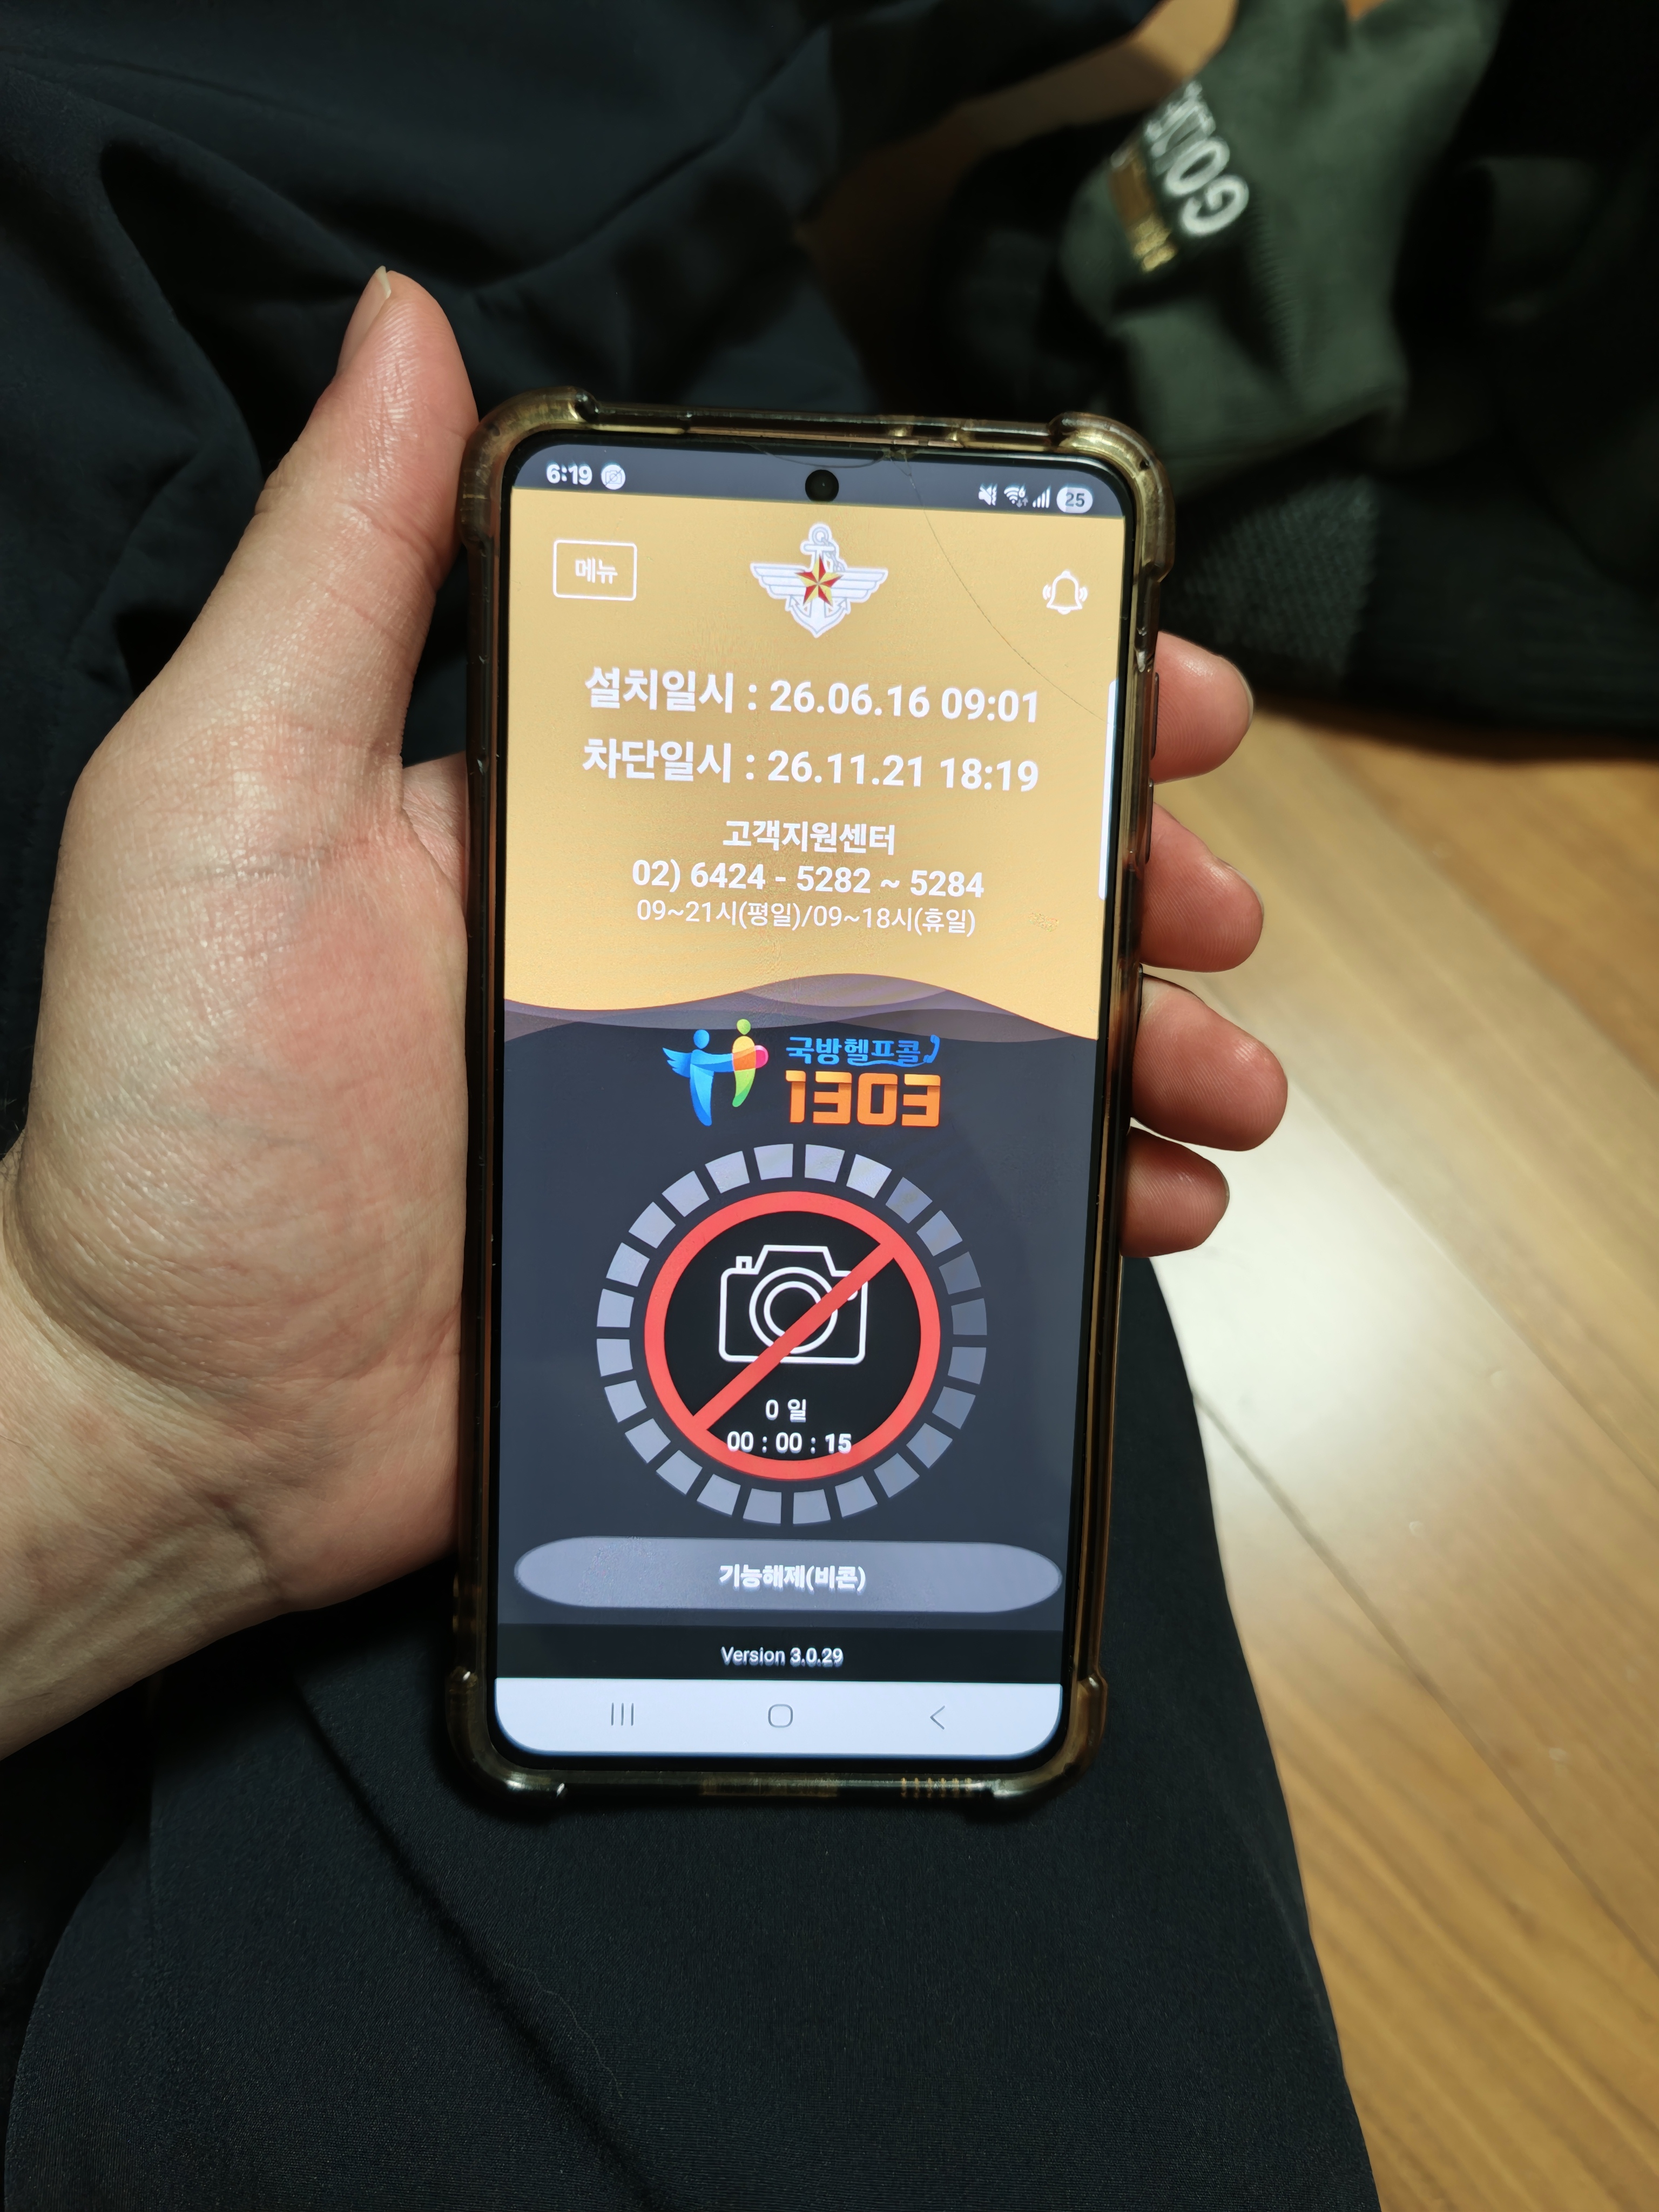 GOLF
6:19
25
메뉴
설치일시 : 26.06.16 09:01
차단일시 : 26.11.21 18:19
고객지원센터
02) 6424 - 5282 ~ 5284
09~21시(평일)/09~18시(휴일)
국방헬프콜
1303
0 일
00 : 00 : 15
기능해제(비콘)
Version 3.0.29